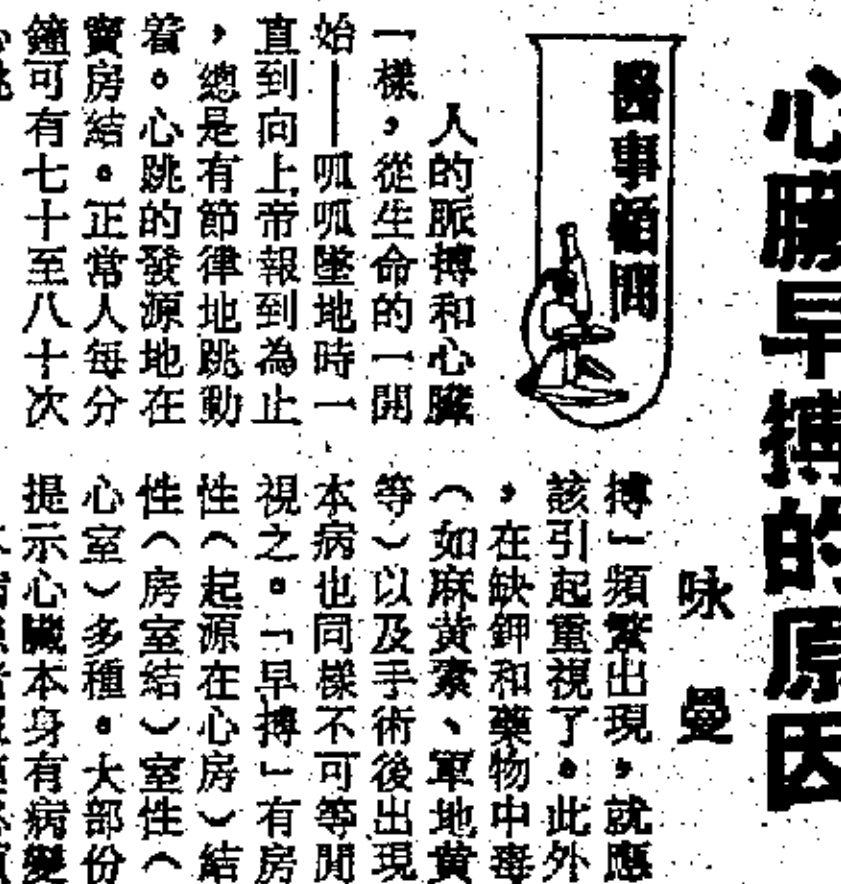 心臟早搏的原因
咏曼
醫事顧問
人的脈搏和心臟
一樣，從生命的一開
始——呱呱墜地時一
直到向上帝報到為止
，總是有節律地跳動
着。心跳的發源地在
竇房結。正常人每分
鐘可有七十至八十次
心跳
搏﹂頻繁出現，就應
該引起重視了。此外
，在缺鉀和藥物中毒
（如麻黃素、軍地黃
等）以及手術後出現
本病也同樣不可等閒
視之。﹁早搏﹂有房
性（起源在心房）結
性（房室結）室性（
心室）多種。大部份
提示心臟本身有病變